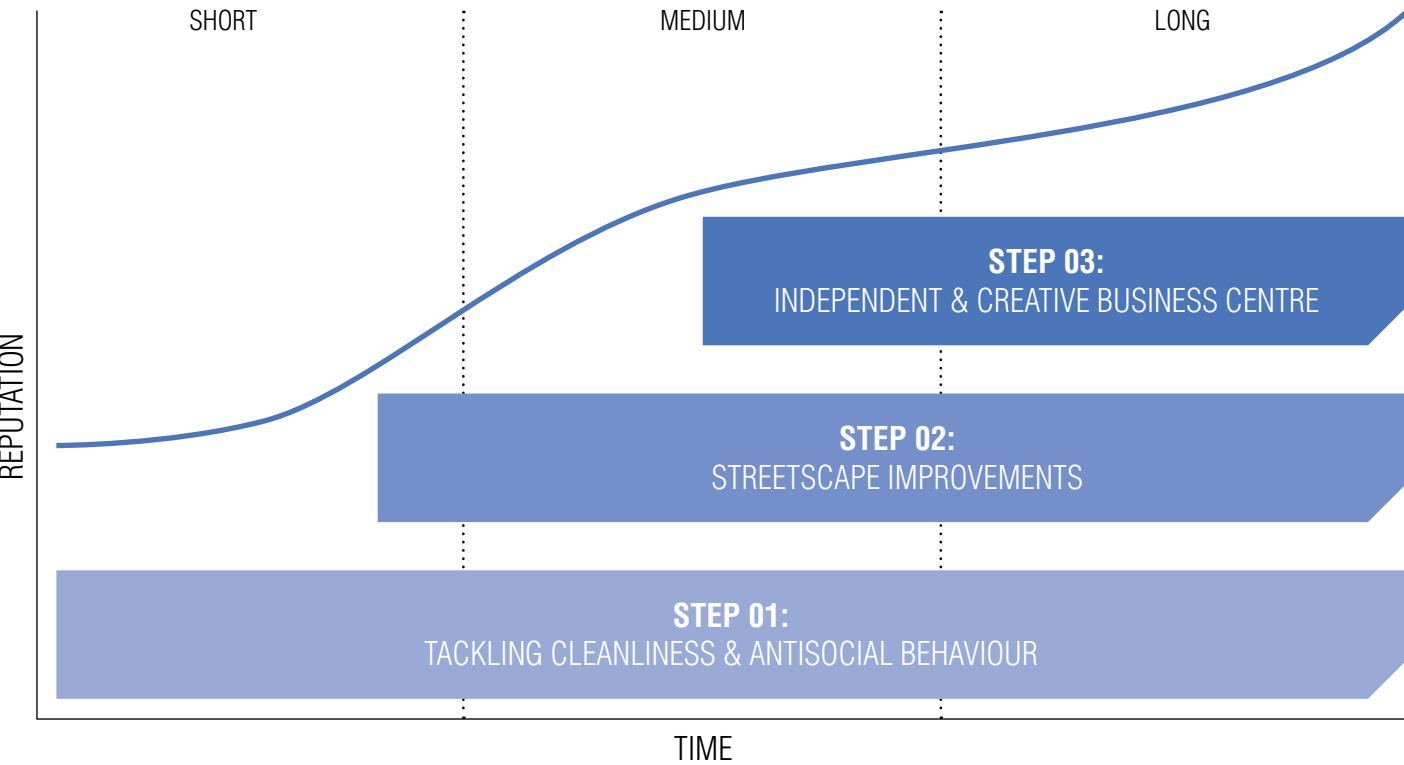 SHORT
MEDIUM
LONG
REPUTATION
STEP 03:
INDEPENDENT & CREATIVE BUSINESS CENTRE
STEP 02:
STREETSCAPE IMPROVEMENTS
STEP 01:
TACKLING CLEANLINESS & ANTISOCIAL BEHAVIOUR
TIME